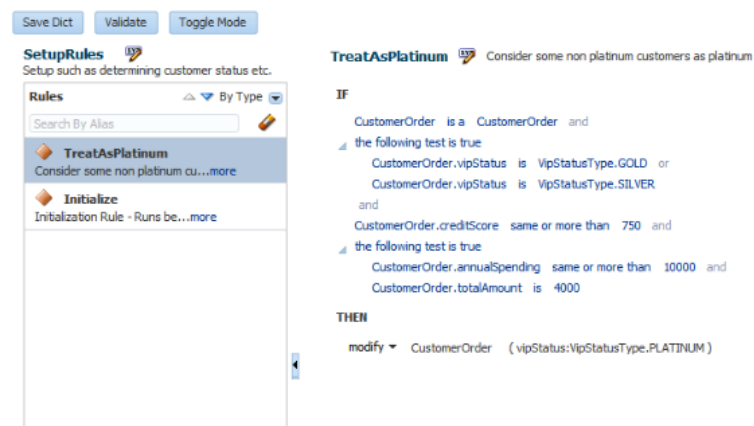 Save Dict Validate Toggle Mode
SetupRules
Setup such as determining customer status etc.
Rules By Type
Search By Alias
TreatAsPlatinum
Consider some non platinum cu...more
Initialize
Initialization Rule - Runs be...more
TreatAsPlatinum Consider some non platinum customers as platinum
IF
CustomerOrder is a CustomerOrder and
the following test is true
CustomerOrder.vipStatus is VipStatusType.GOLD or
CustomerOrder.vipStatus is VipStatusType.SILVER
and
CustomerOrder.creditScore same or more than 750 and
the following test is true
CustomerOrder.annualSpending same or more than 10000 and
CustomerOrder.totalAmount is 4000
THEN
modify CustomerOrder ( vipStatus:VipStatusType.PLATINUM )